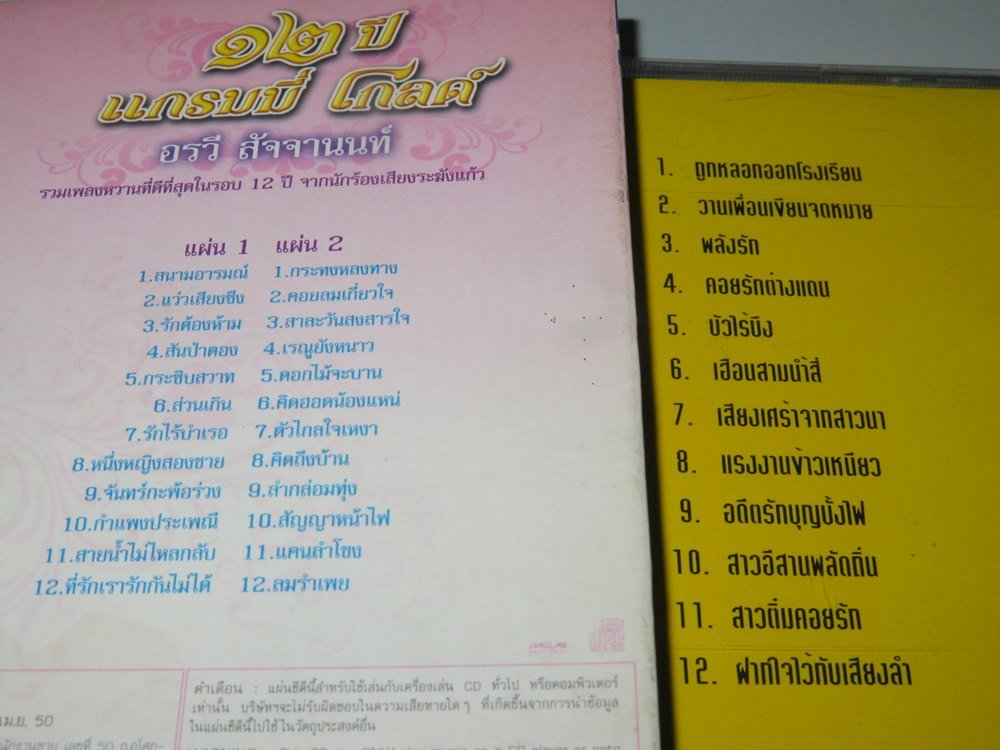 ๑๒ ปี
แกรมมี่ โกลด์
อรวี สัจจานนท์
รวมเพลงหวานที่ดีที่สุดในรอบ 12 ปี จากนักร้องเสียงระฆังแก้ว
แผ่น 1 แผ่น 2
1.สนามอารมณ์ 1.กระทงหลงทาง
2.แว่วเสียงซึง 2.คอยลมเกี่ยวใจ
3.รักต้องห้าม 3.สาละวันสงสารใจ
4.สันป่าตอง 4.เรณูยังหนาว
5.กระซิบสวาท 5.ดอกไม้จะบาน
6.ส่วนเกิน 6.คิดฮอดน้องแหน่
7.รักไร้บำเรอ 7.ตัวไกลใจเหงา
8.หนึ่งหญิงสองชาย 8.คิดถึงบ้าน
9.จันทร์กะพ้อร่วง 9.ลำกล่อมทุ่ง
10.กำแพงประเพณี 10.สัญญาหน้าไฟ
11.สายน้ำไม่ไหลกลับ 11.แคนลำโขง
12.ที่รักเรารักกันไม่ได้ 12.ลมรำเพย
คำเตือน : แผ่นซีดีนี้สำหรับใช้เล่นกับเครื่องเล่น CD ทั่วไป หรือคอมพิวเตอร์
เท่านั้น บริษัทฯจะไม่รับผิดชอบในความเสียหายใดๆ ที่เกิดขึ้นจากการนำข้อมูล
ในแผ่นซีดีนี้ไปใช้ในวัตถุประสงค์อื่น
เม.ย. 50
1. ถูกหลอกออกโรงเรียน
2. วานเพื่อนเขียนจดหมาย
3. พลังรัก
4. คอยรักต่างแดน
5. บัวไร้บึง
6. เฮือนสามน้ำสี่
7. เสียงเศร้าจากสาวนา
8. แรงงานข้าวเหนียว
9. อดีตรักบุญบั้งไฟ
10. สาวอีสานพลัดถิ่น
11. สาวติ๋มคอยรัก
12. ฝากใจไว้กับเสียงลำ